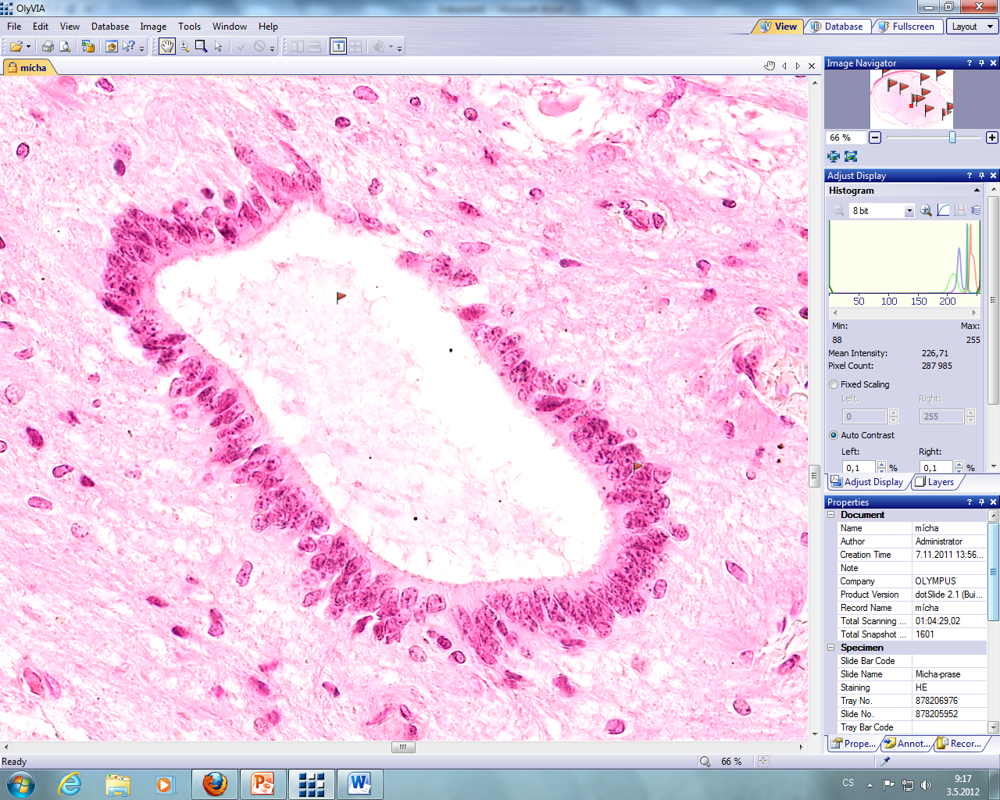 OlyVIA
File Edit View Database Image Tools Window Help
View Database Fullscreen Layout
1
mícha
Image Navigator
66 %
Adjust Display
Histogram
8 bit
50 100 150 200
Min: Max:
88 255
Mean Intensity: 226,71
Pixel Count: 287 985
Fixed Scaling
Left: Right:
0 255
Auto Contrast
Left: Right:
0,1 % 0,1 %
Adjust Display Layers
Properties
Document
Name mícha
Author Administrator
Creation Time 7.11.2011 13:56...
Note
Company OLYMPUS
Product Version dotSlide 2.1 (Bui...
Record Name mícha
Total Scanning ... 01:04:29,02
Total Snapshot ... 1601
Specimen
Slide Bar Code
Slide Name Micha-prase
Staining HE
Tray No. 878206976
Slide No. 878205952
Tray Bar Code
Prope... Annot... Recor...
Ready 66 %
CS 9:17
3.5.2012